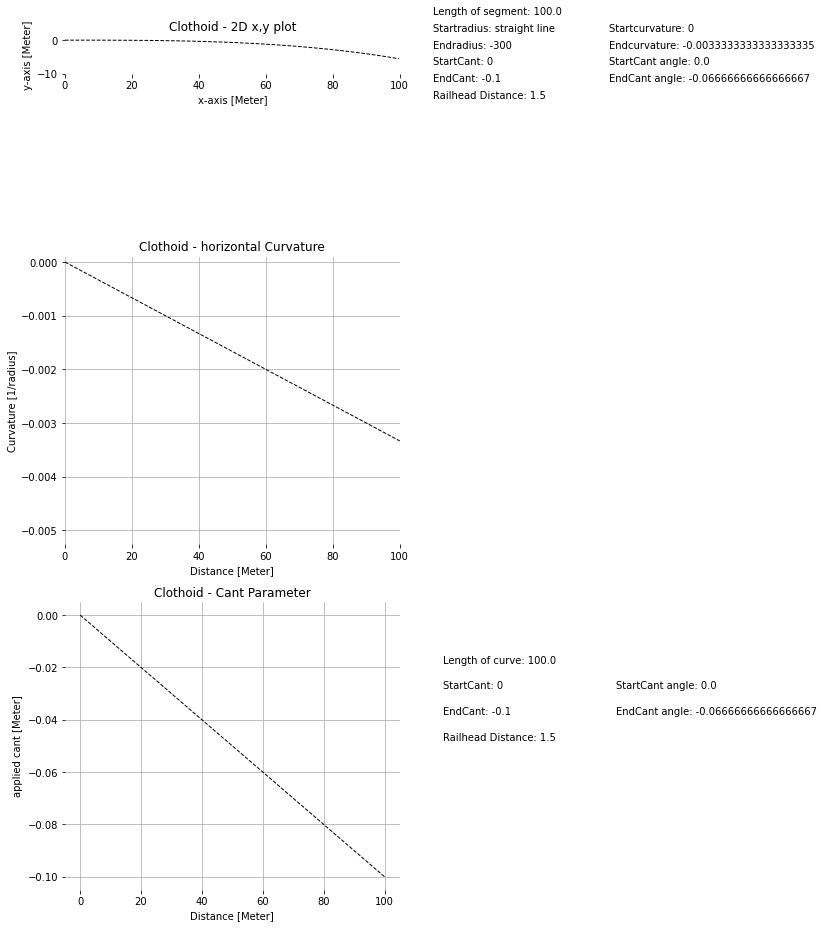 Clothoid - 2D x,y plot
y-axis [Meter]
0
−10
0 20 40 60 80 100
x-axis [Meter]
Length of segment: 100.0
Startradius: straight line Startcurvature: 0
Endradius: -300 Endcurvature: -0.0033333333333333335
StartCant: 0 StartCant angle: 0.0
EndCant: -0.1 EndCant angle: -0.06666666666666667
Railhead Distance: 1.5
Clothoid - horizontal Curvature
Curvature [1/radius]
0.000
−0.001
−0.002
−0.003
−0.004
−0.005
0 20 40 60 80 100
Distance [Meter]
Clothoid - Cant Parameter
applied cant [Meter]
0.00
−0.02
−0.04
−0.06
−0.08
−0.10
0 20 40 60 80 100
Distance [Meter]
Length of curve: 100.0
StartCant: 0 StartCant angle: 0.0
EndCant: -0.1 EndCant angle: -0.06666666666666667
Railhead Distance: 1.5